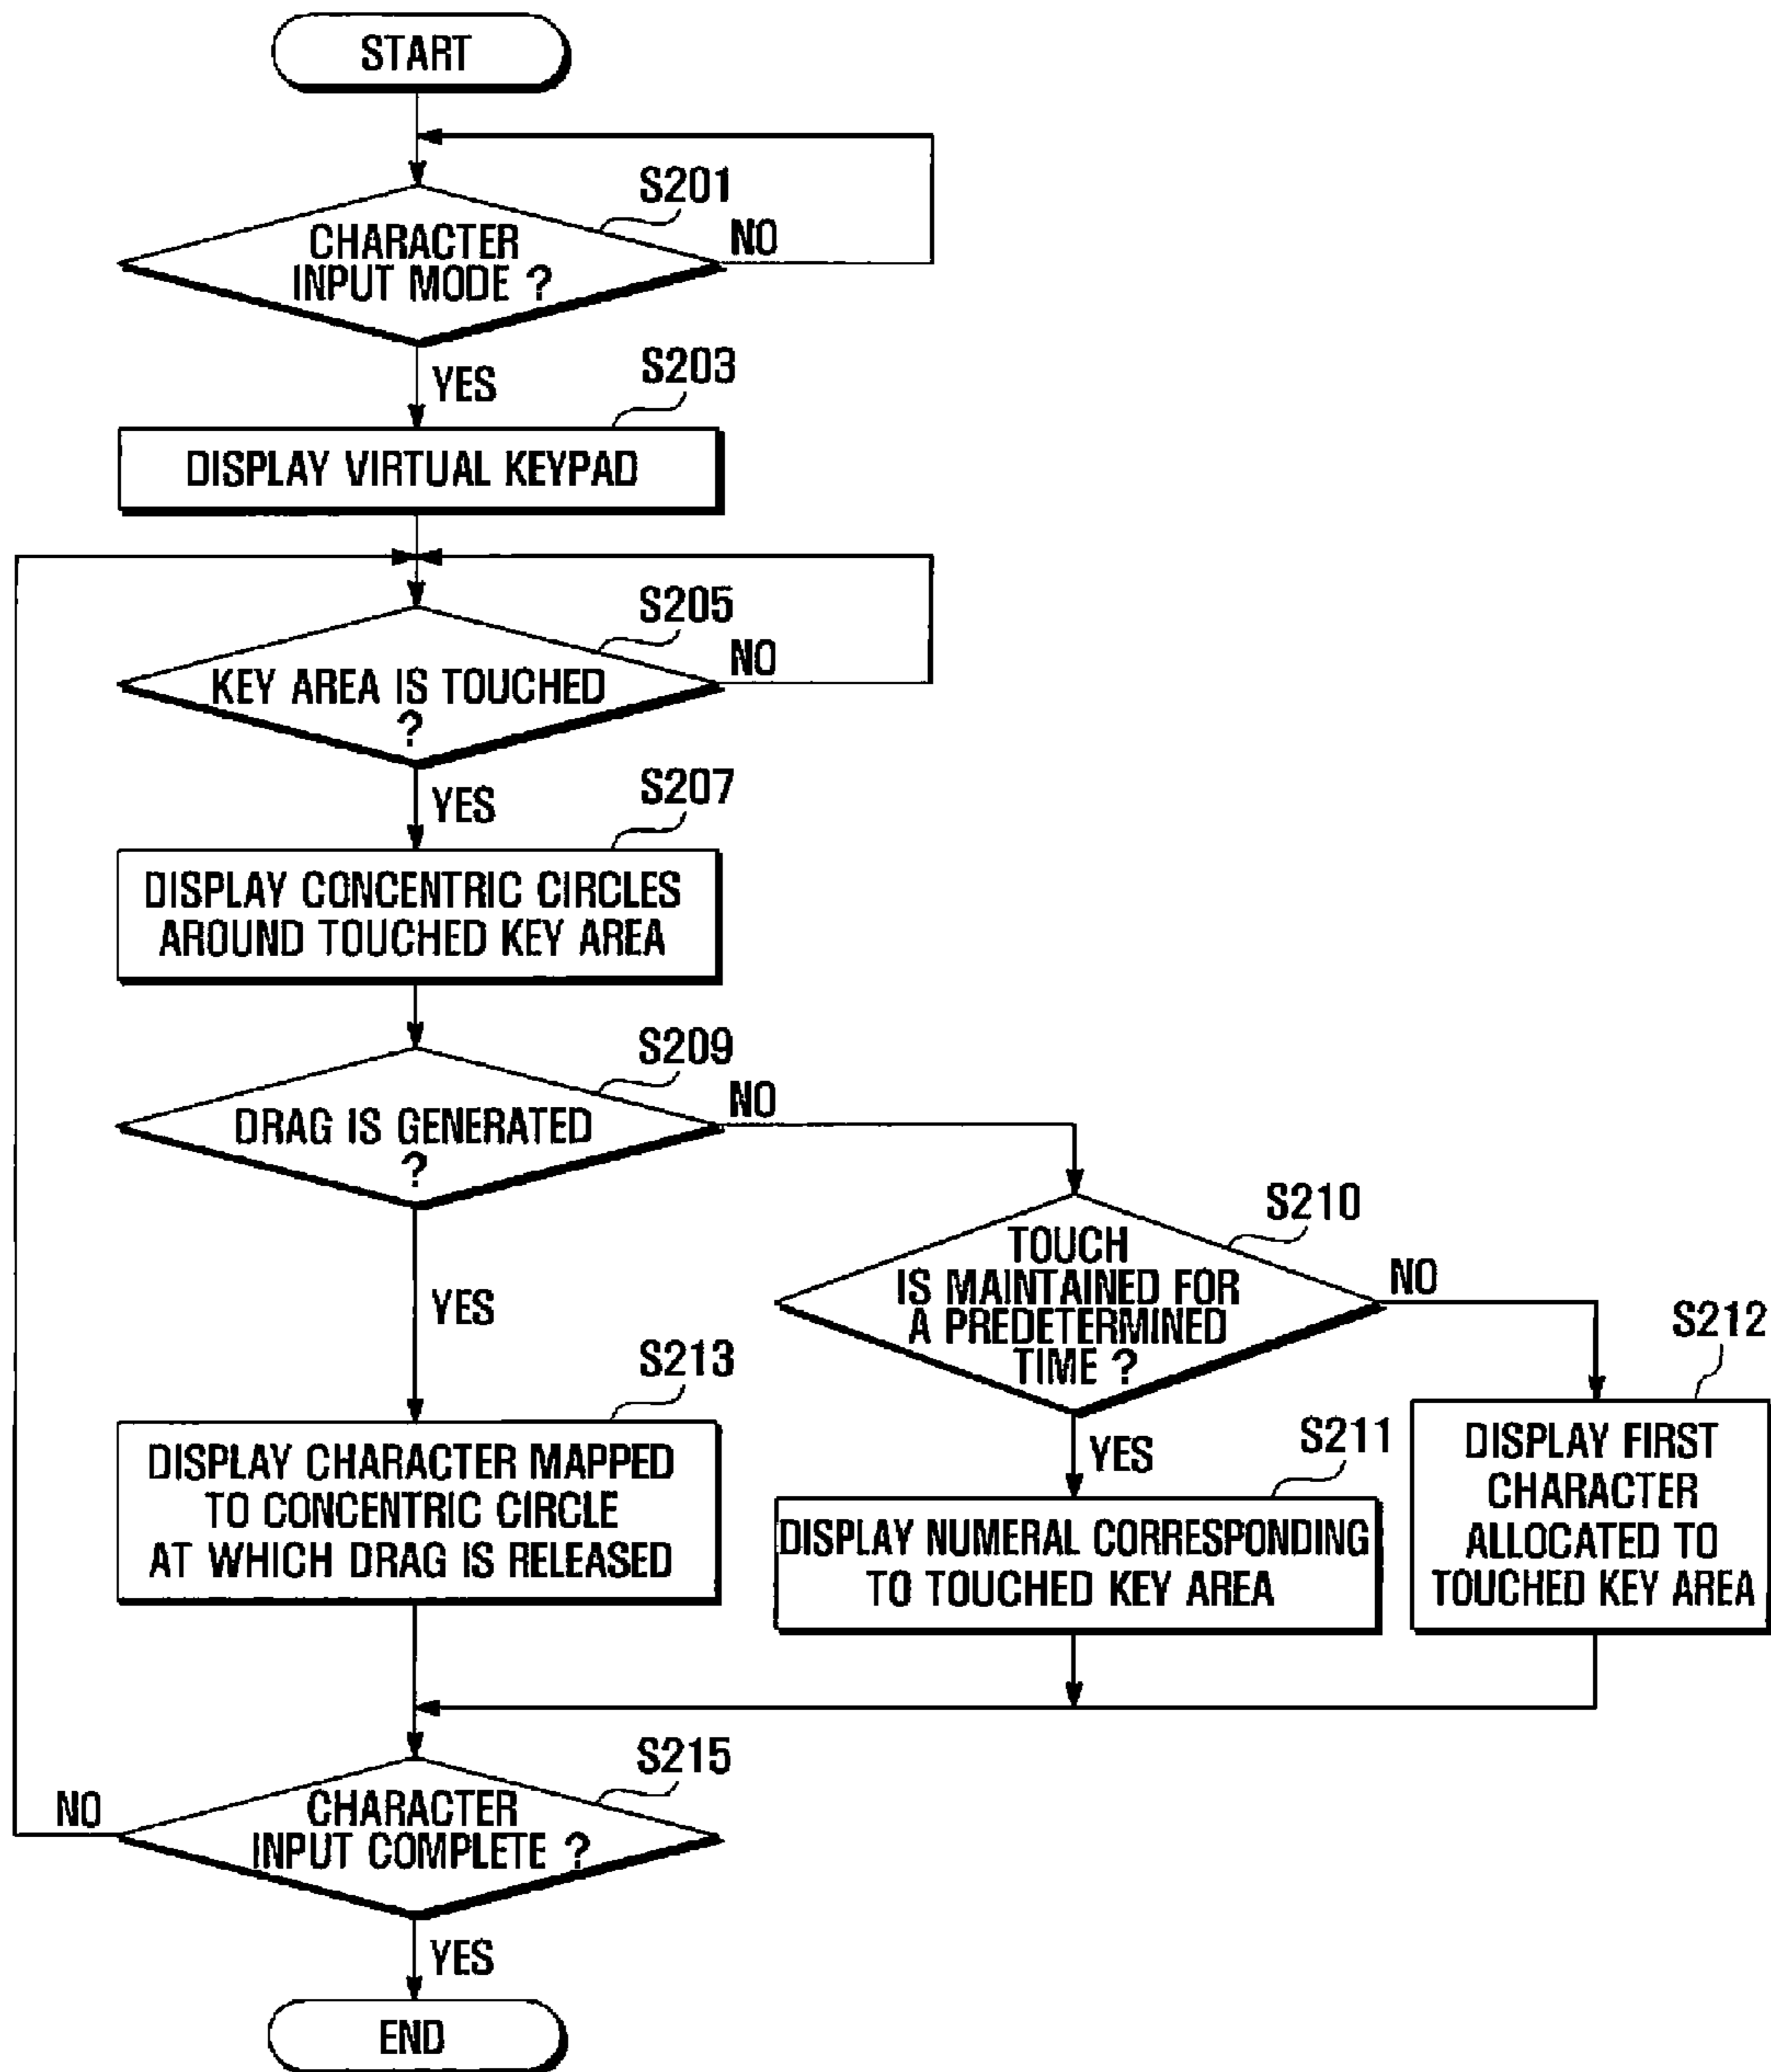 START
S201
CHARACTER
INPUT MODE ?
NO
YES
S203
DISPLAY VIRTUAL KEYPAD
S205
KEY AREA IS TOUCHED
?
NO
YES
S207
DISPLAY CONCENTRIC CIRCLES
AROUND TOUCHED KEY AREA
S209
DRAG IS GENERATED
?
NO
YES
S210
TOUCH
IS MAINTAINED FOR
A PREDETERMINED
TIME ?
NO
YES
S212
DISPLAY FIRST
CHARACTER
ALLOCATED TO
TOUCHED KEY AREA
S211
DISPLAY NUMERAL CORRESPONDING
TO TOUCHED KEY AREA
S213
DISPLAY CHARACTER MAPPED
TO CONCENTRIC CIRCLE
AT WHICH DRAG IS RELEASED
S215
CHARACTER
INPUT COMPLETE ?
NO
YES
END